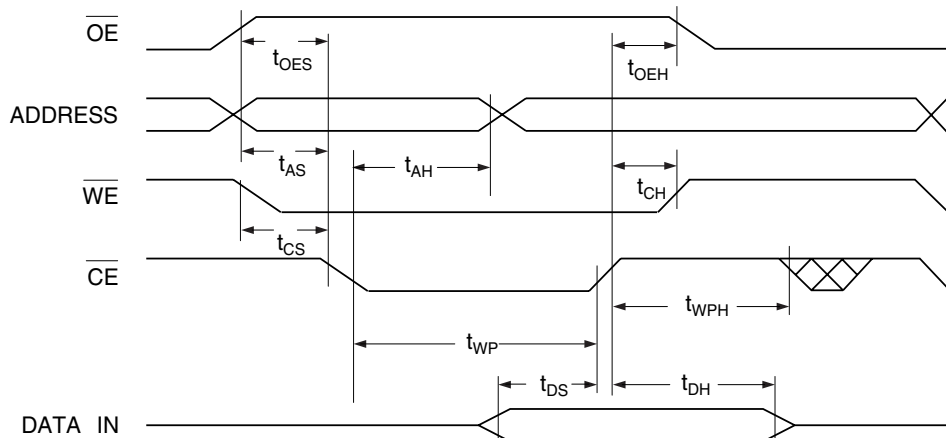 OE
tOES
tOEH
ADDRESS
tAS
tAH
WE
tCH
tCS
CE
tWPH
tWP
tDS
tDH
DATA IN